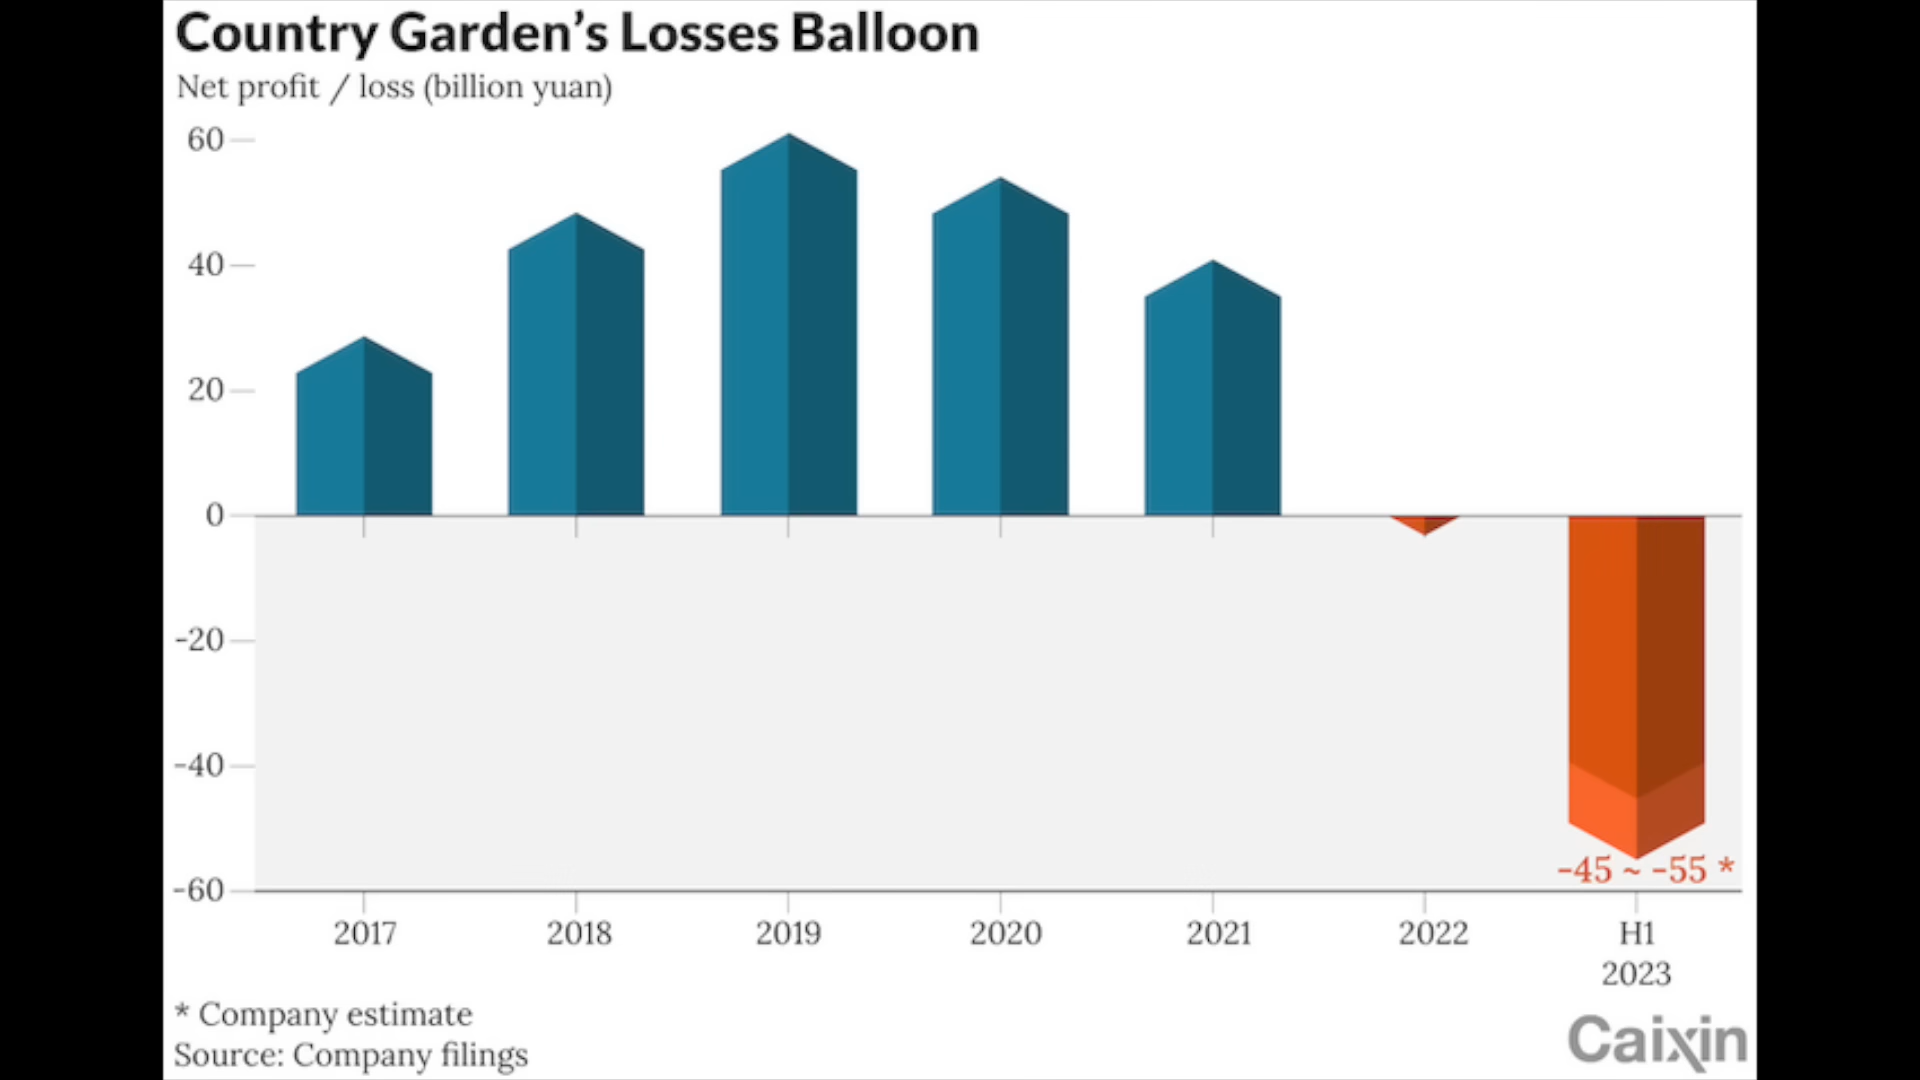 Country Garden’s Losses Balloon
Net profit / loss (billion yuan)
60
40
20
0
-20
-40
-60
-45 ~ -55 *
2017 2018 2019 2020 2021 2022 H1
2023
* Company estimate
Source: Company filings
Caixin